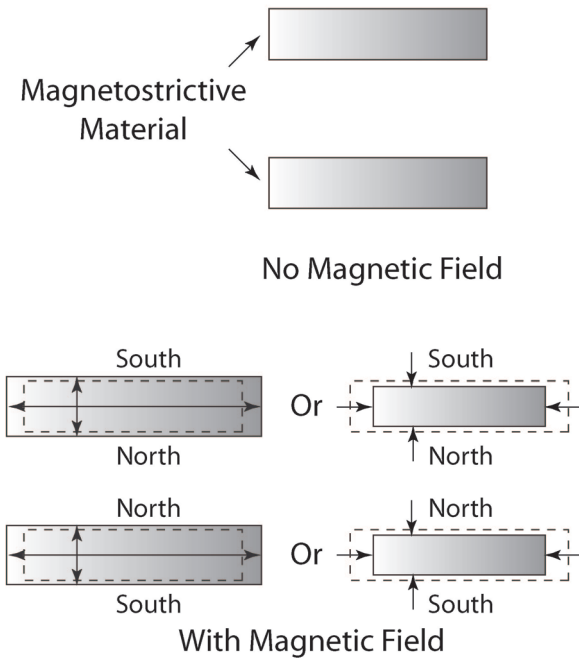 Magnetostrictive
Material
No Magnetic Field
South
North
Or
South
North
North
South
Or
North
South
With Magnetic Field